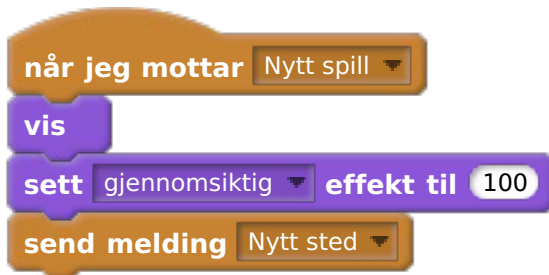 når jeg mottar Nytt spill
vis
sett gjennomsiktig effekt til 100
send melding Nytt sted